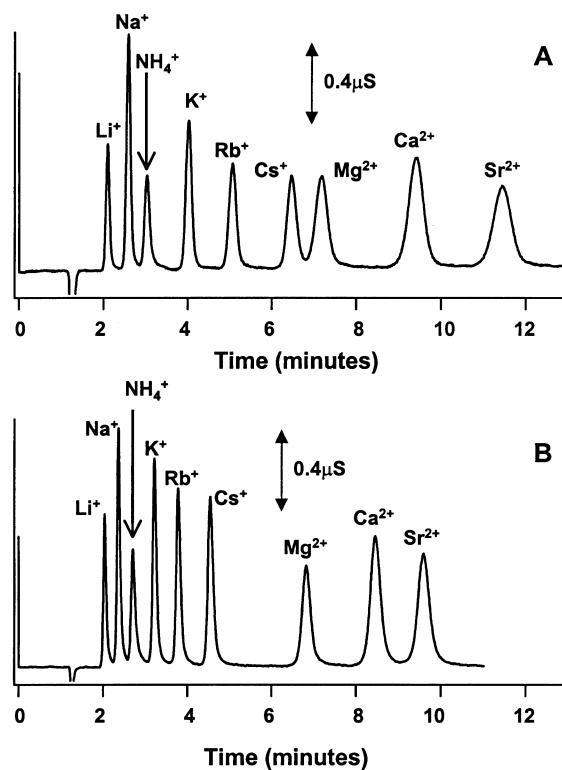 Na⁺
A
NH₄⁺
0.4μS
K⁺
Li⁺
Rb⁺
Cs⁺
Mg²⁺
Ca²⁺
Sr²⁺
0 2 4 6 8 10 12
Time (minutes)
NH₄⁺
Na⁺
K⁺
0.4μS
B
Rb⁺
Li⁺
Cs⁺
Mg²⁺
Ca²⁺
Sr²⁺
0 2 4 6 8 10 12
Time (minutes)